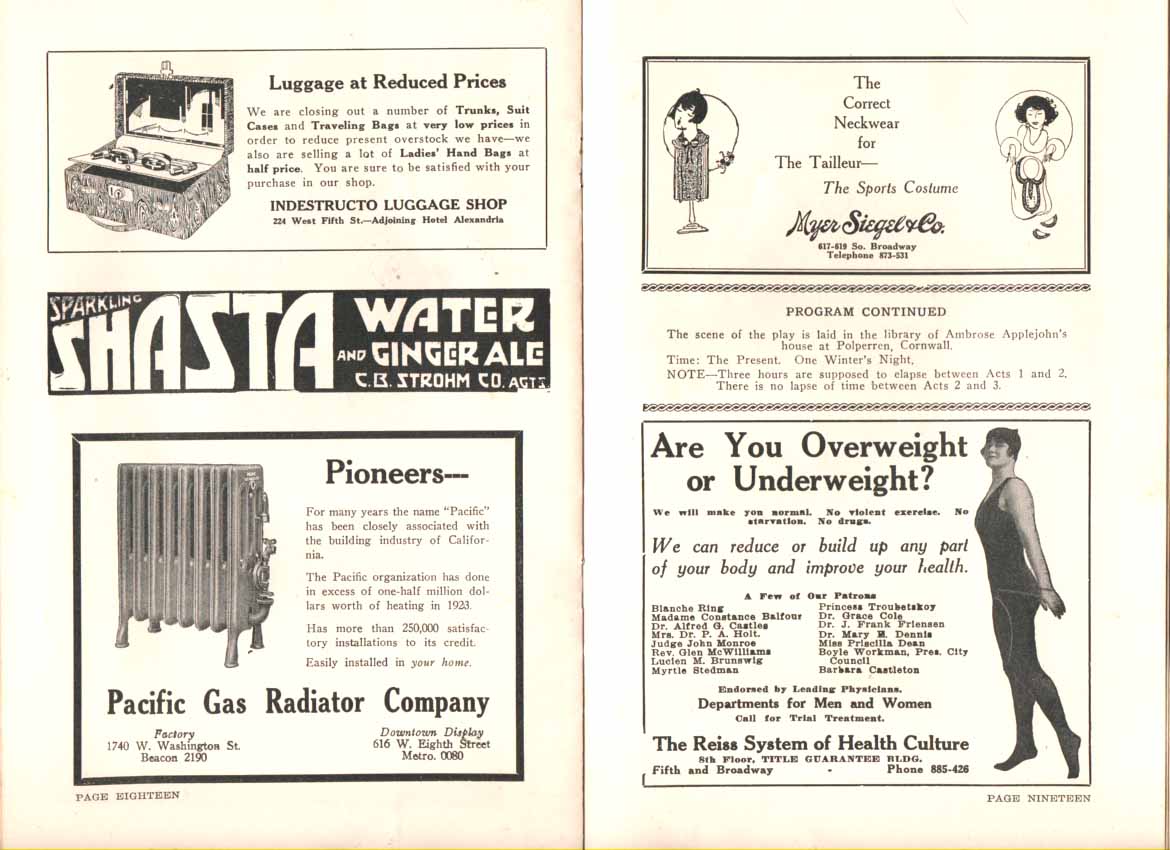 Luggage at Reduced Prices
We are closing out a number of Trunks, Suit
Cases and Traveling Bags at very low prices in
order to reduce present overstock we have—we
also are selling a lot of Ladies' Hand Bags at
half price. You are sure to be satisfied with your
purchase in our shop.
INDESTRUCTO LUGGAGE SHOP
224 West Fifth St.—Adjoining Hotel Alexandria
SPARKLING
SHASTA WATER
AND GINGER ALE
C.B. STROHM CO. AGTS
Pioneers---
For many years the name "Pacific"
has been closely associated with
the building industry of Califor-
nia.
The Pacific organization has done
in excess of one-half million dol-
lars worth of heating in 1923.
Has more than 250,000 satisfac-
tory installations to its credit.
Easily installed in your home.
Pacific Gas Radiator Company
Factory
1740 W. Washington St.
Beacon 2190
Downtown Display
616 W. Eighth Street
Metro. 0080
PAGE EIGHTEEN
The
Correct
Neckwear
for
The Tailleur—
The Sports Costume
Myer Siegel & Co.
617-619 So. Broadway
Telephone 873-531
PROGRAM CONTINUED
The scene of the play is laid in the library of Ambrose Applejohn's
house at Polperren, Cornwall.
Time: The Present. One Winter's Night.
NOTE—Three hours are supposed to elapse between Acts 1 and 2.
There is no lapse of time between Acts 2 and 3.
Are You Overweight
or Underweight?
We will make you normal. No violent exercise. No
starvation. No drugs.
We can reduce or build up any part
of your body and improve your health.
A Few of Our Patrons
Blanche Ring
Madame Constance Balfour
Dr. Alfred G. Castles
Mrs. Dr. P. A. Holt.
Judge John Monroe
Rev. Glen McWilliams
Lucien M. Brunswig
Myrtle Stedman
Princess Troubetskoy
Dr. Grace Cole
Dr. J. Frank Friensen
Dr. Mary H. Dennis
Miss Priscilla Dean
Boyle Workman, Pres. City
Council
Barbara Castleton
Endorsed by Leading Physicians.
Departments for Men and Women
Call for Trial Treatment.
The Reiss System of Health Culture
8th Floor, TITLE GUARANTEE BLDG.
Fifth and Broadway - Phone 885-426
PAGE NINETEEN